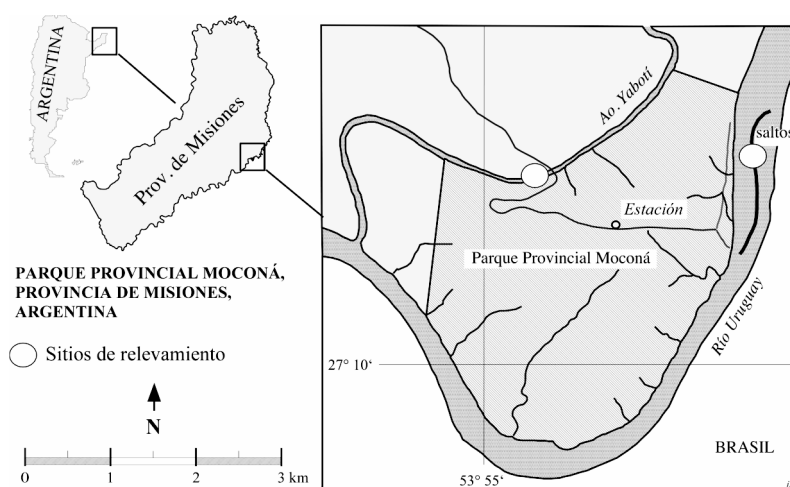 ARGENTINA
Prov. de Misiones
PARQUE PROVINCIAL MOCONÁ,
PROVINCIA DE MISIONES,
ARGENTINA
Sitios de relevamiento
N
0 1 2 3 km
Ao. Yabotí
saltos
Estación
Parque Provincial Moconá
Río Uruguay
27° 10‘
BRASIL
53° 55‘